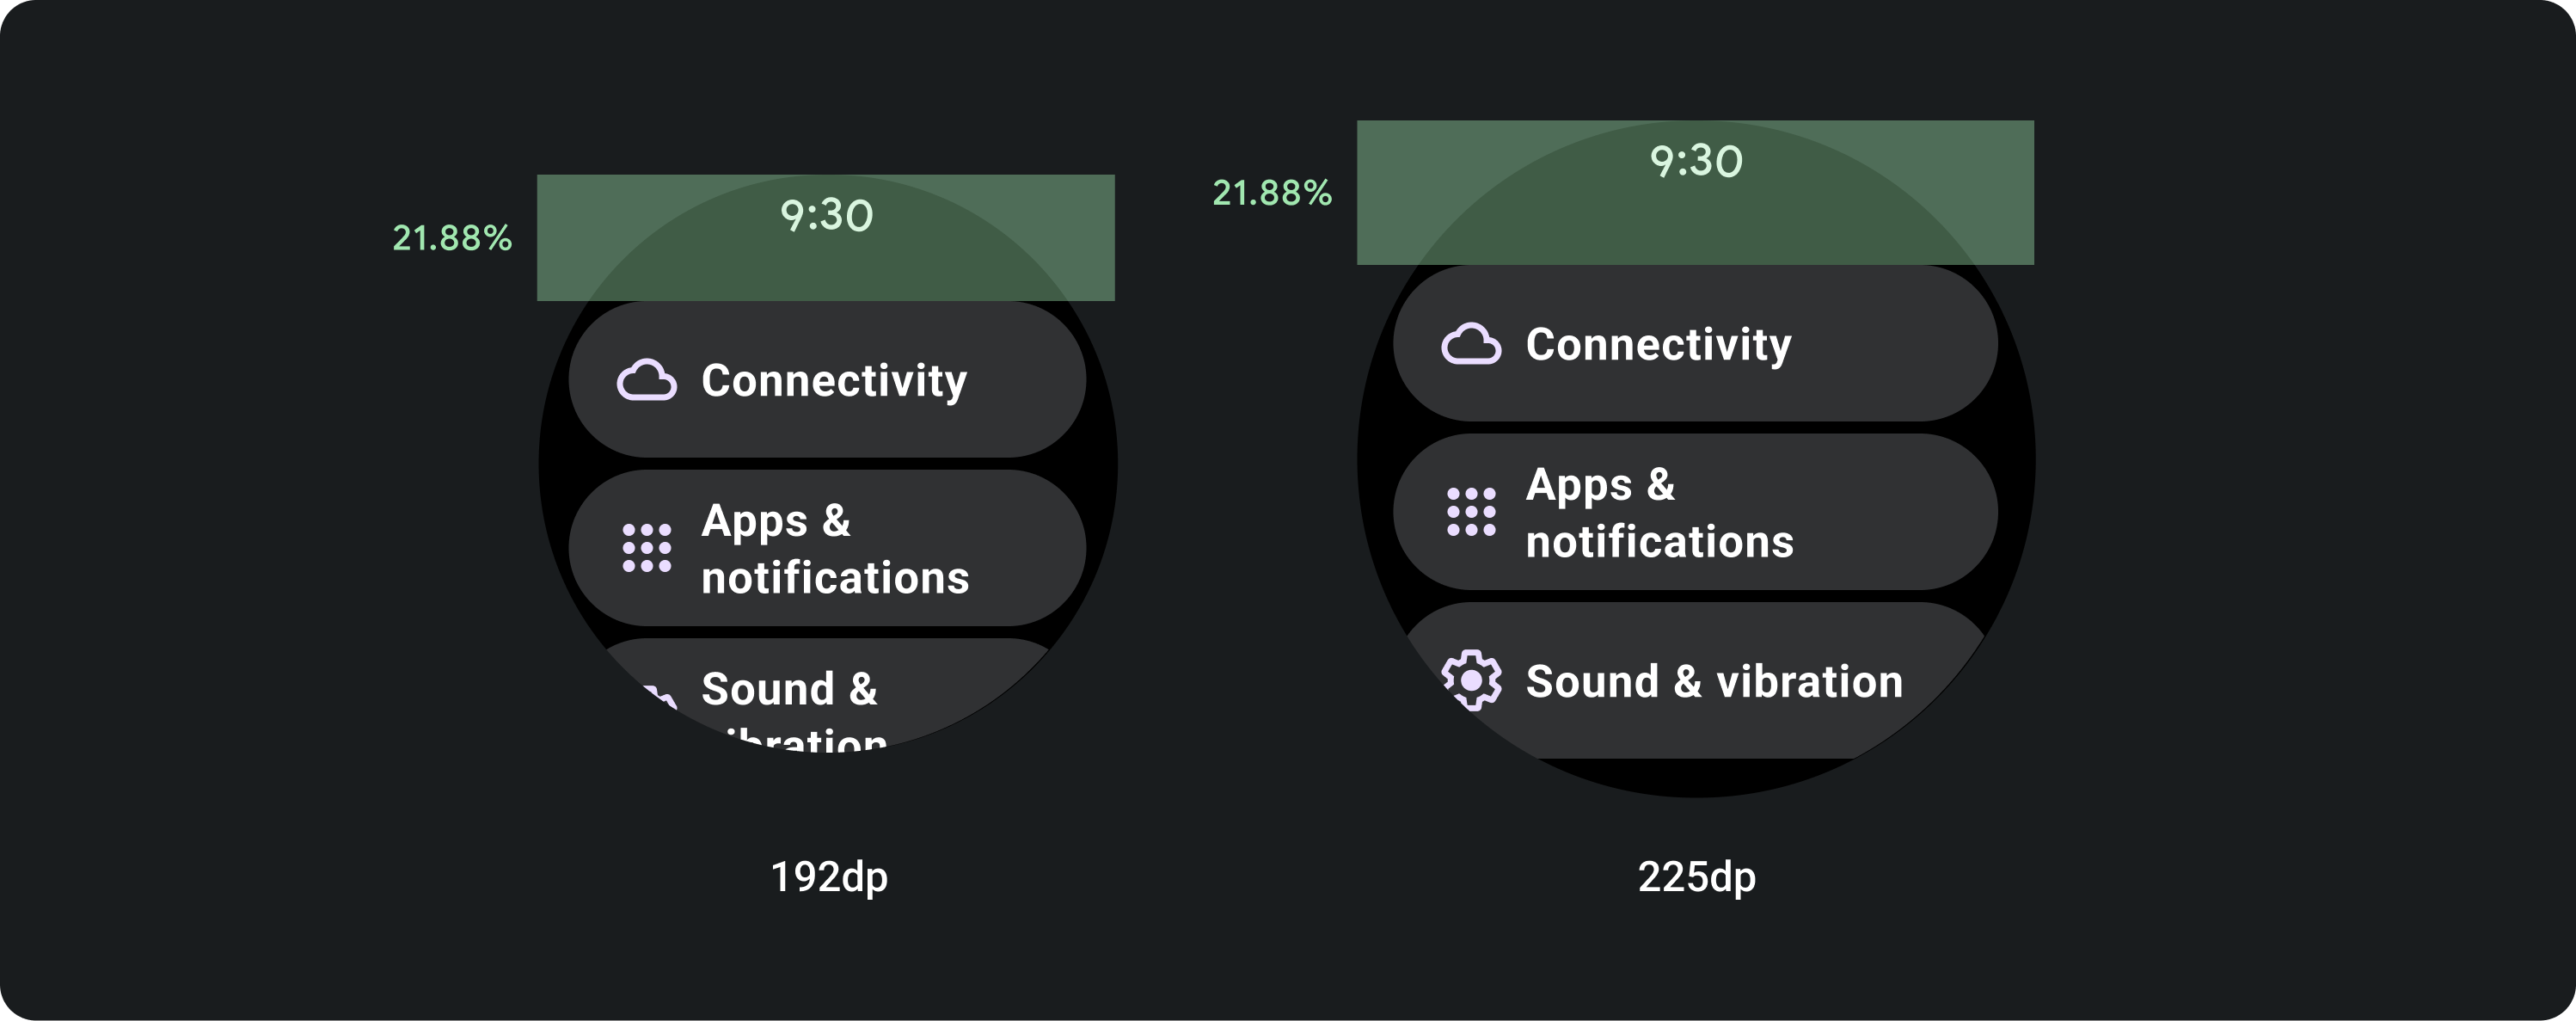 21.88%
9:30
Connectivity
Apps &
notifications
Sound &
vibration
192dp
21.88%
9:30
Connectivity
Apps &
notifications
Sound & vibration
225dp